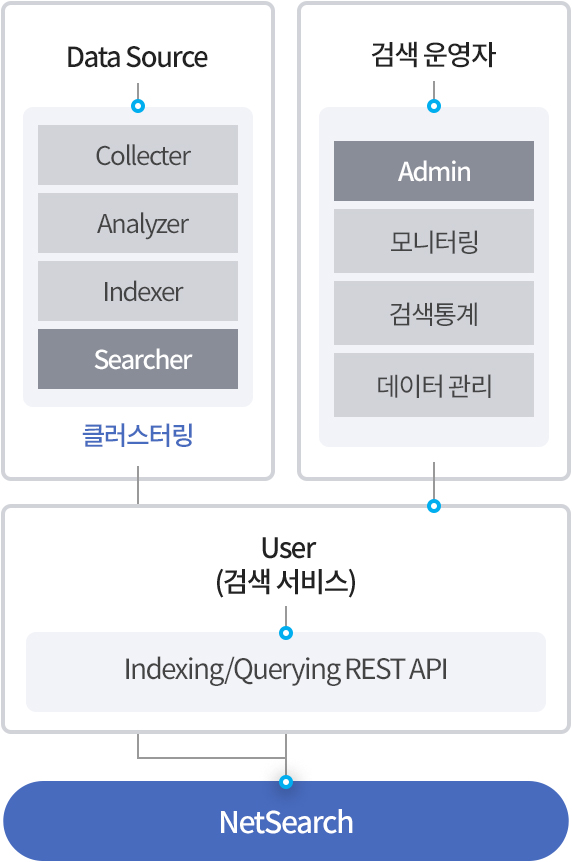 Data Source
Collecter
Analyzer
Indexer
Searcher
클러스터링
검색 운영자
Admin
모니터링
검색통계
데이터 관리
User
(검색 서비스)
Indexing/Querying REST API
NetSearch